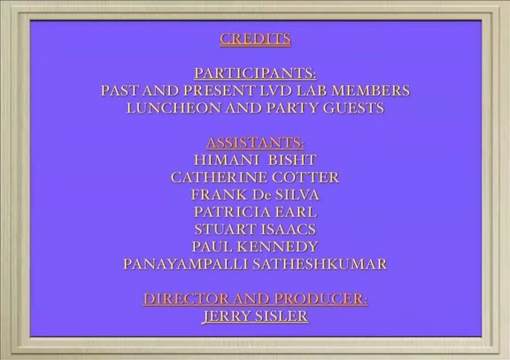 CREDITS
PARTICIPANTS:
PAST AND PRESENT LVD LAB MEMBERS
LUNCHEON AND PARTY GUESTS
ASSISTANTS:
HIMANI BISHT
CATHERINE COTTER
FRANK De SILVA
PATRICIA EARL
STUART ISAACS
PAUL KENNEDY
PANAYAMPALLI SATHESHKUMAR
DIRECTOR AND PRODUCER:
JERRY SISLER